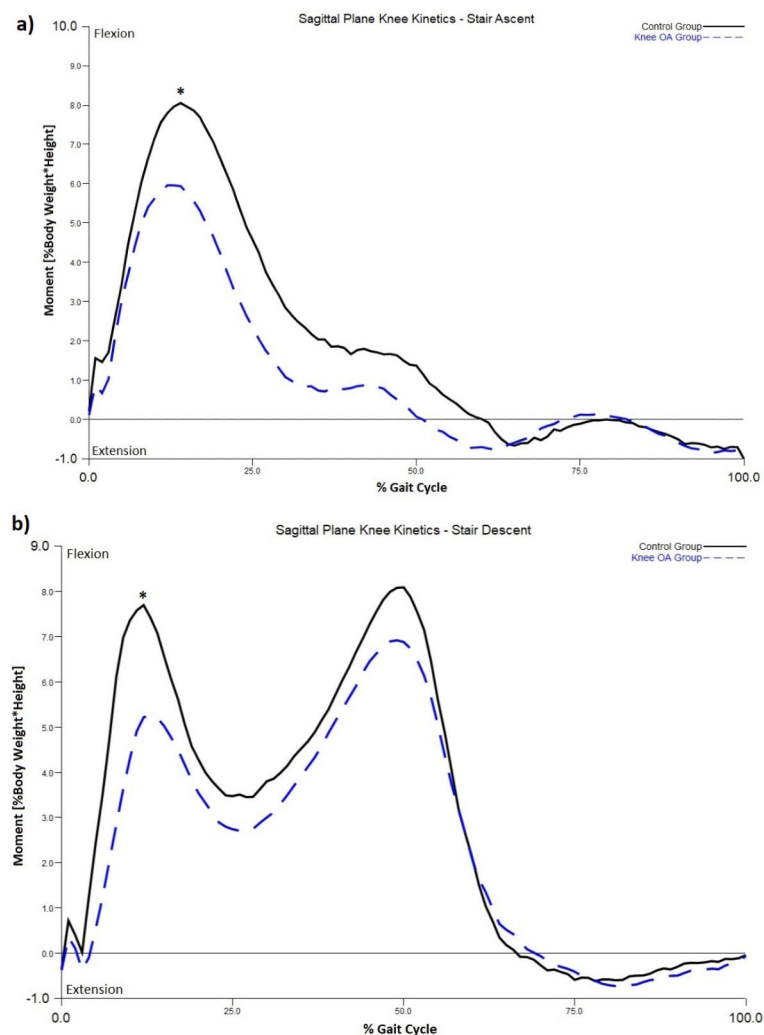 a)
Sagittal Plane Knee Kinetics - Stair Ascent
10.0
Flexion
Control Group
Knee OA Group
9.0
*
8.0
7.0
6.0
5.0
4.0
3.0
2.0
1.0
0.0
Extension
-1.0
Moment [%Body Weight*Height]
0.0
25.0
50.0
75.0
100.0
% Gait Cycle
b)
Sagittal Plane Knee Kinetics - Stair Descent
9.0
Flexion
Control Group
Knee OA Group
8.0
*
7.0
6.0
5.0
4.0
3.0
2.0
1.0
0.0
Extension
-1.0
Moment [%Body Weight*Height]
0.0
25.0
50.0
75.0
100.0
% Gait Cycle